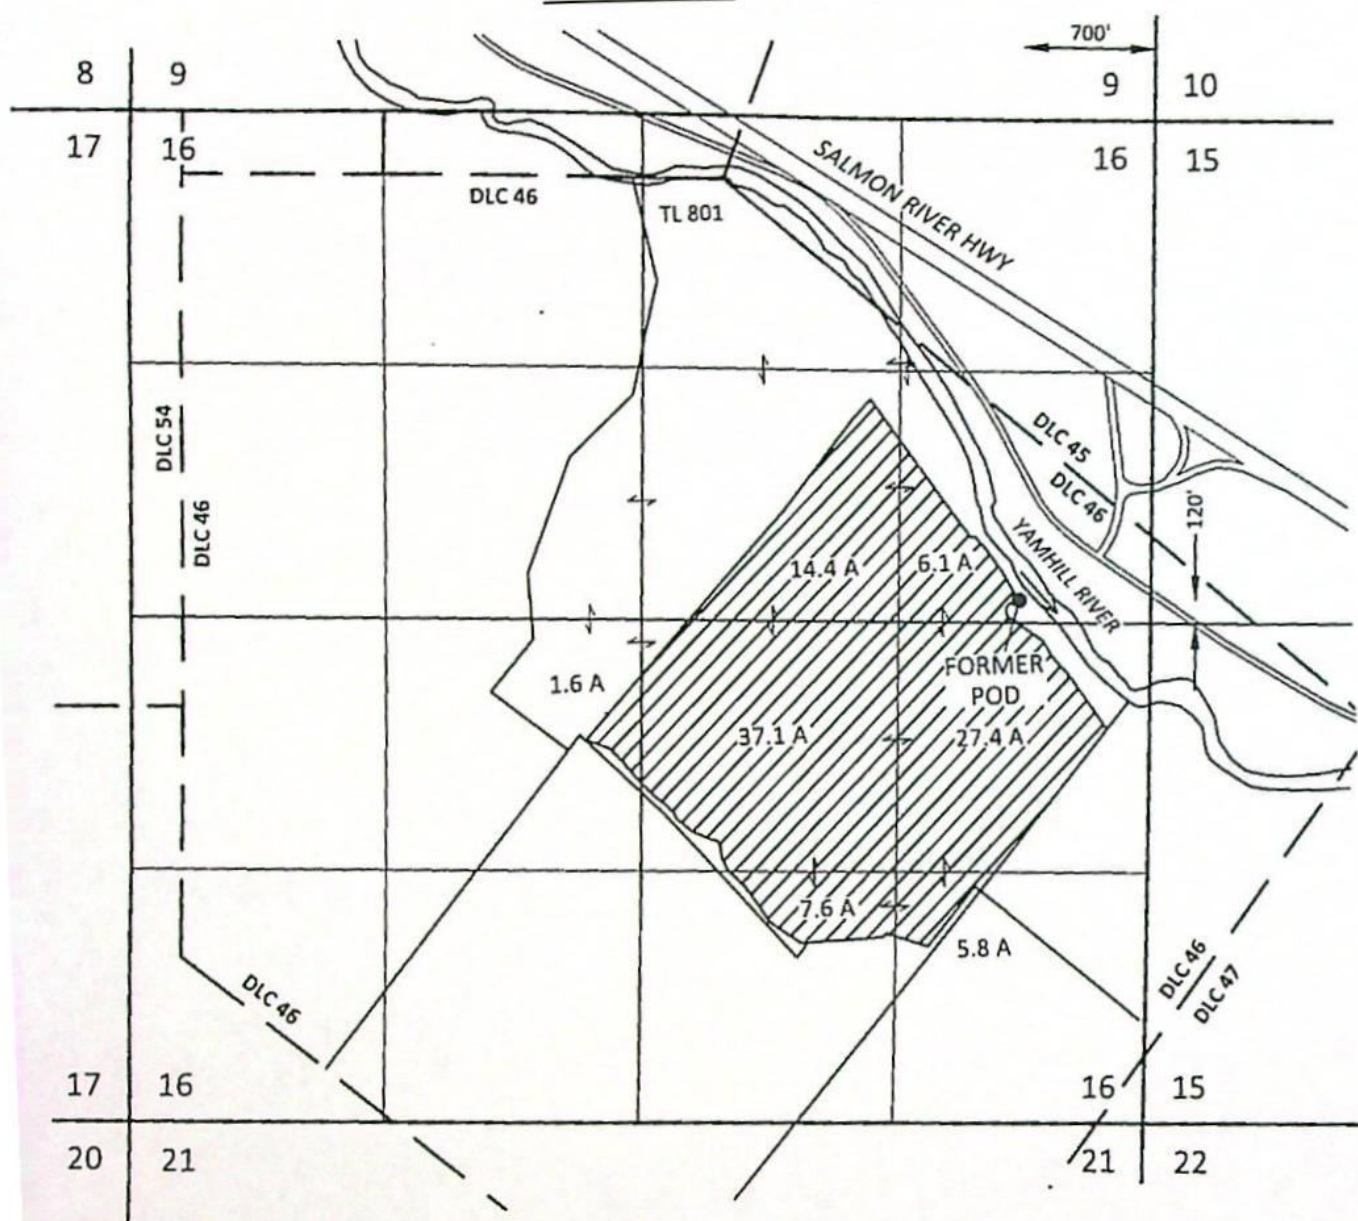 700'
8 9
9 10
17 16
16 15
SALMON RIVER HWY
DLC 46
TL 801
DLC 54
DLC 46
DLC 45
DLC 46
120'
YAMHILL RIVER
14.4 A
6.1 A
FORMER
POD
1.6 A
37.1 A
27.4 A
7.6 A
5.8 A
DLC 46
DLC 46
DLC 47
17 16
16 15
20 21
21 22